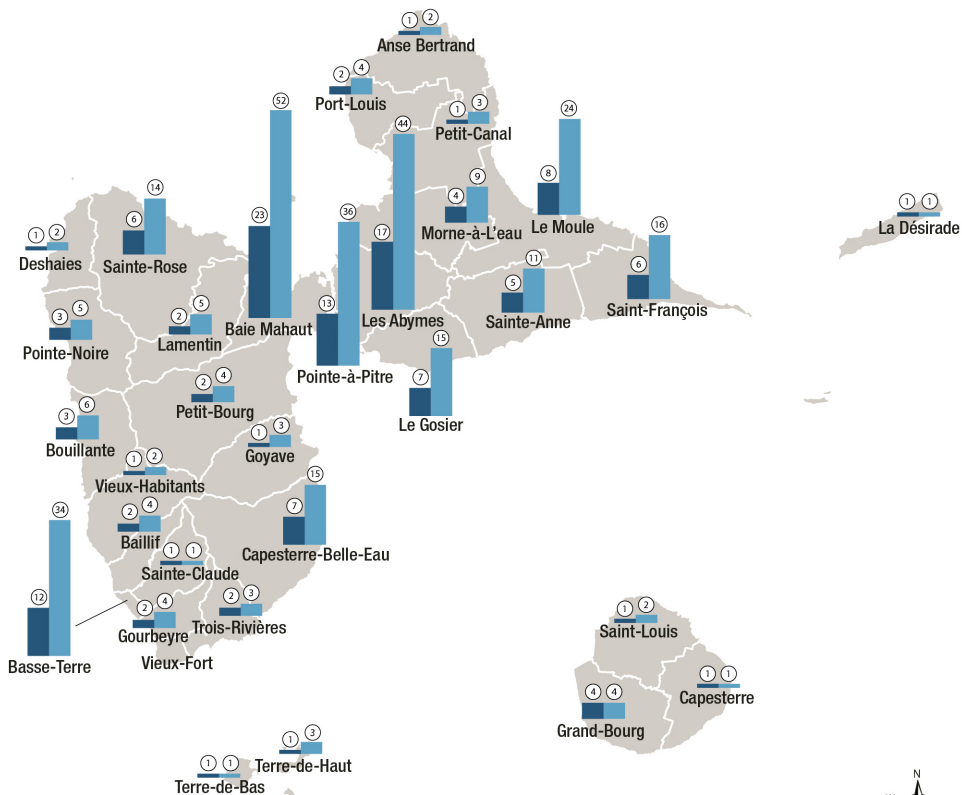 1 2
Anse Bertrand
2 4
Port-Louis
1 3
Petit-Canal
52
23
Baie Mahaut
44
17
Les Abymes
24
8
Le Moule
9
4
Morne-à-L'eau
14
6
Sainte-Rose
1 2
Deshaies
1 1
La Désirade
16
6
Saint-François
11
5
Sainte-Anne
36
13
Pointe-à-Pitre
3 5
Pointe-Noire
2 5
Lamentin
15
7
Le Gosier
2 4
Petit-Bourg
3 6
Bouillante
1 3
Goyave
1 2
Vieux-Habitants
15
7
Capesterre-Belle-Eau
2 4
Baillif
34
12
Basse-Terre
1 1
Sainte-Claude
2 4
Gourbeyre
2 3
Trois-Rivières
Vieux-Fort
1 2
Saint-Louis
1 1
Capesterre
4 4
Grand-Bourg
1 3
Terre-de-Haut
1 1
Terre-de-Bas
N